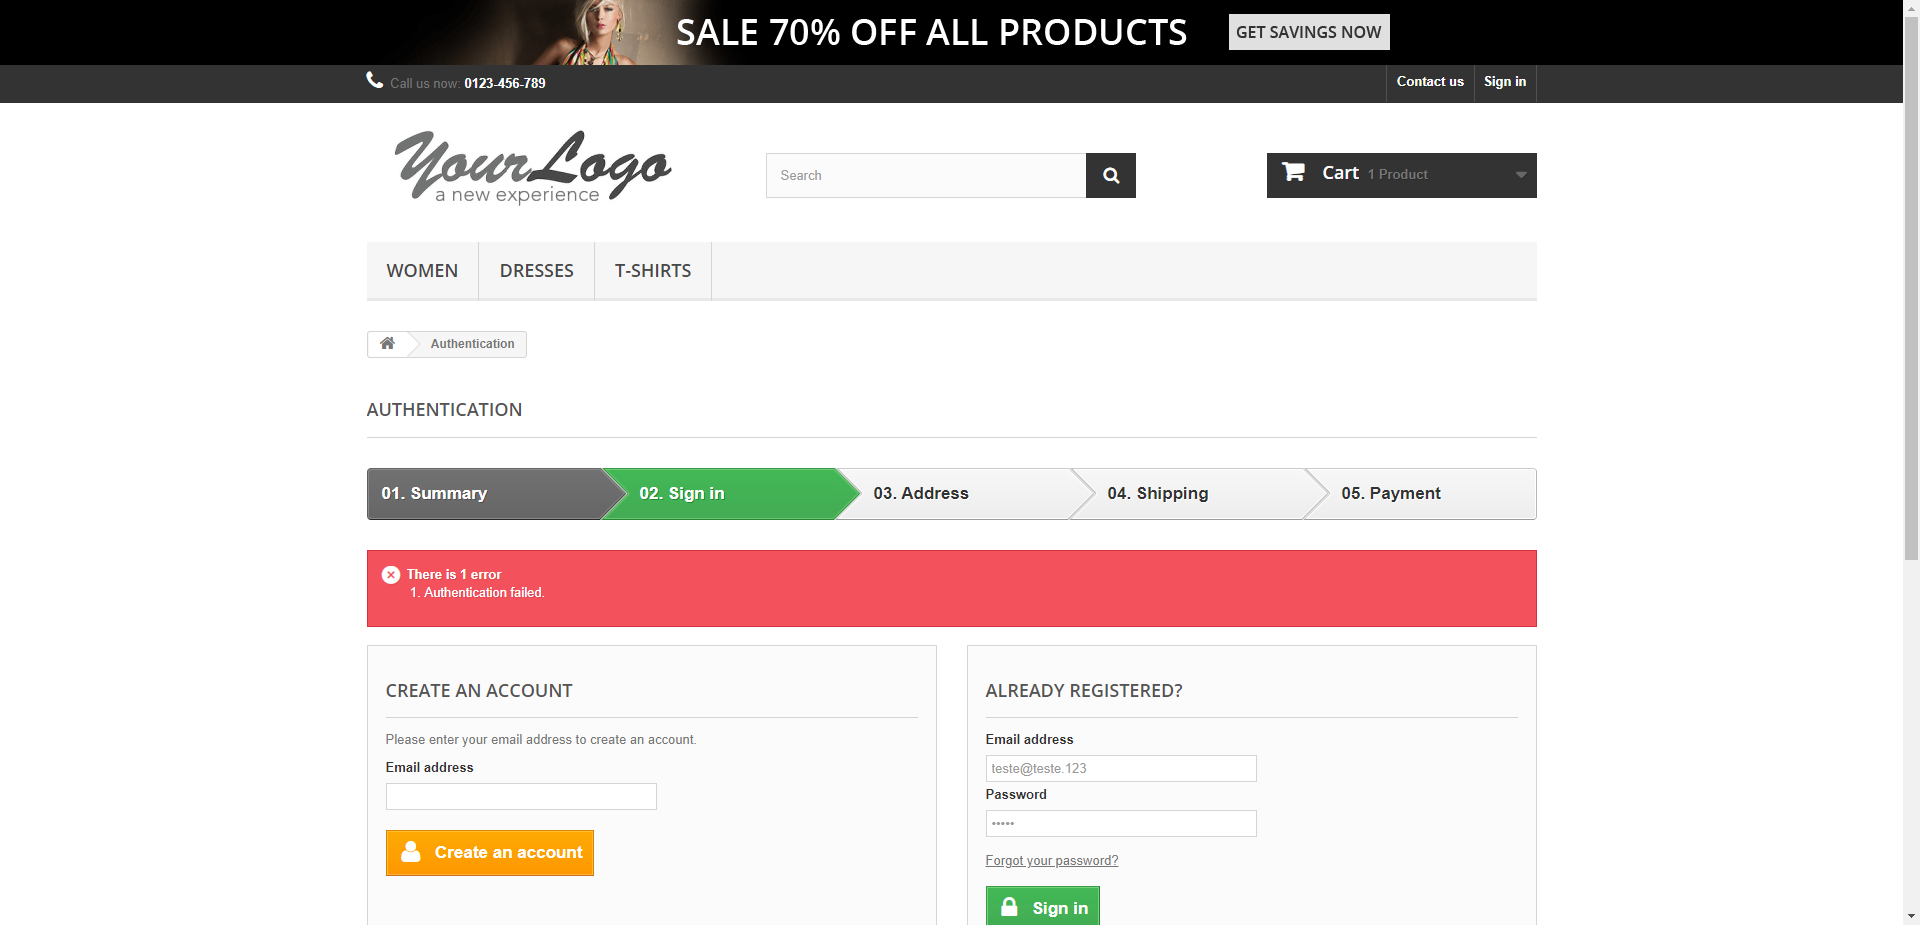 SALE 70% OFF ALL PRODUCTS
GET SAVINGS NOW
Call us now: 0123-456-789
Contact us
Sign in
YourLogo
a new experience
Search
Cart 1 Product
WOMEN
DRESSES
T-SHIRTS
Authentication
AUTHENTICATION
01. Summary
02. Sign in
03. Address
04. Shipping
05. Payment
There is 1 error
1. Authentication failed.
CREATE AN ACCOUNT
Please enter your email address to create an account.
Email address
Create an account
ALREADY REGISTERED?
Email address
teste@teste.123
Password
•••••
Forgot your password?
Sign in